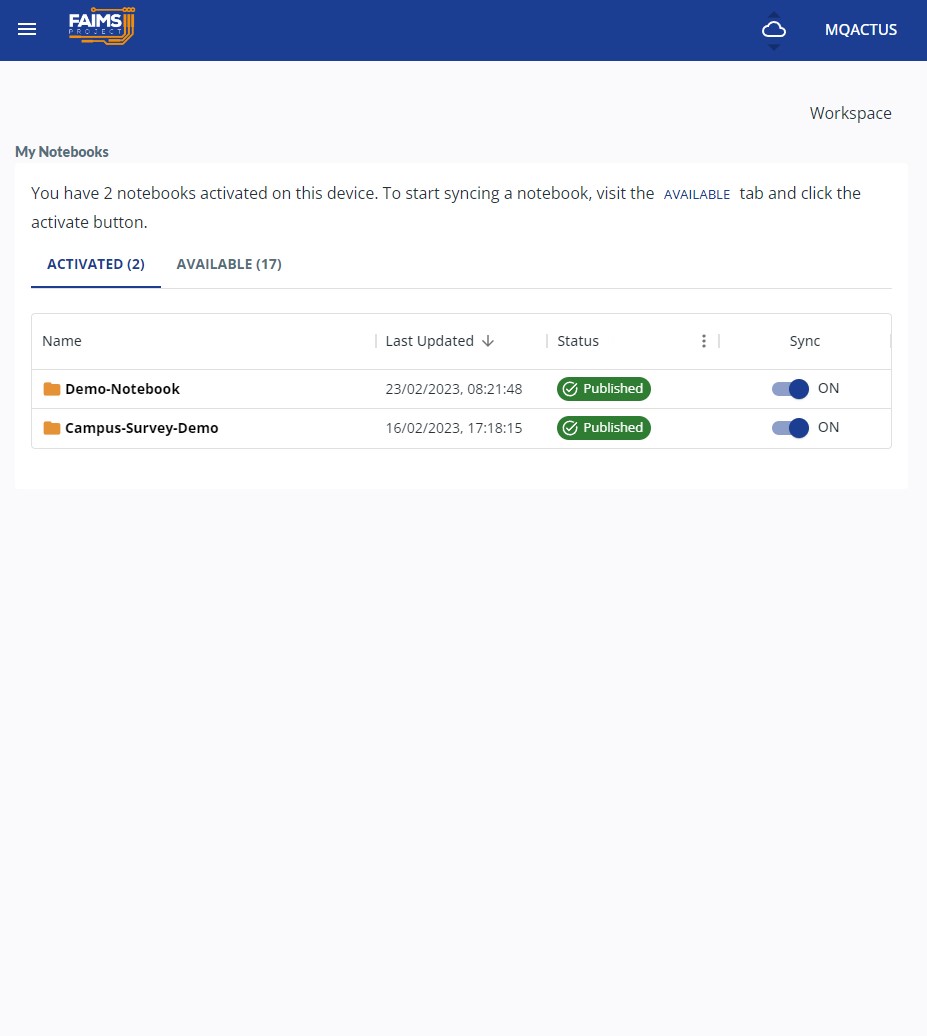 FAIMS
PROJECT
MQACTUS
Workspace
My Notebooks
You have 2 notebooks activated on this device. To start syncing a notebook, visit the AVAILABLE tab and click the
activate button.
ACTIVATED (2) AVAILABLE (17)
Name Last Updated Status Sync
Demo-Notebook 23/02/2023, 08:21:48 Published ON
Campus-Survey-Demo 16/02/2023, 17:18:15 Published ON